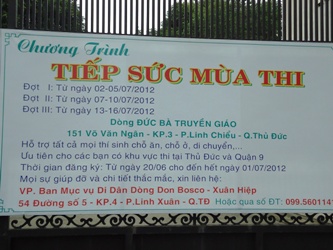 Chương Trình
TIẾP SỨC MÙA THI
Đợt I: Từ ngày 02-05/07/2012
Đợt II: Từ ngày 07-10/07/2012
Đợt III: Từ ngày 13-16/07/2012
Dòng ĐỨC BÀ TRUYỀN GIÁO
151 Võ Văn Ngân - KP.3 - P.Linh Chiểu - Q.Thủ Đức
Hỗ trợ tất cả mọi thí sinh chỗ ăn, chỗ ở, di chuyển,...
Ưu tiên cho các bạn có khu vực thi tại Thủ Đức và Quận 9
Thời gian đăng ký: Từ ngày 20/06 cho đến hết ngày 01/07/2012
Mọi sự giúp đỡ và chi tiết thắc mắc, xin liên hệ:
VP. Ban Mục vụ Di Dân Dòng Don Bosco - Xuân Hiệp
54 Đường số 5 - KP.4 - P.Linh Xuân - Q.TĐ Hoặc qua số ĐT: 099.5601141